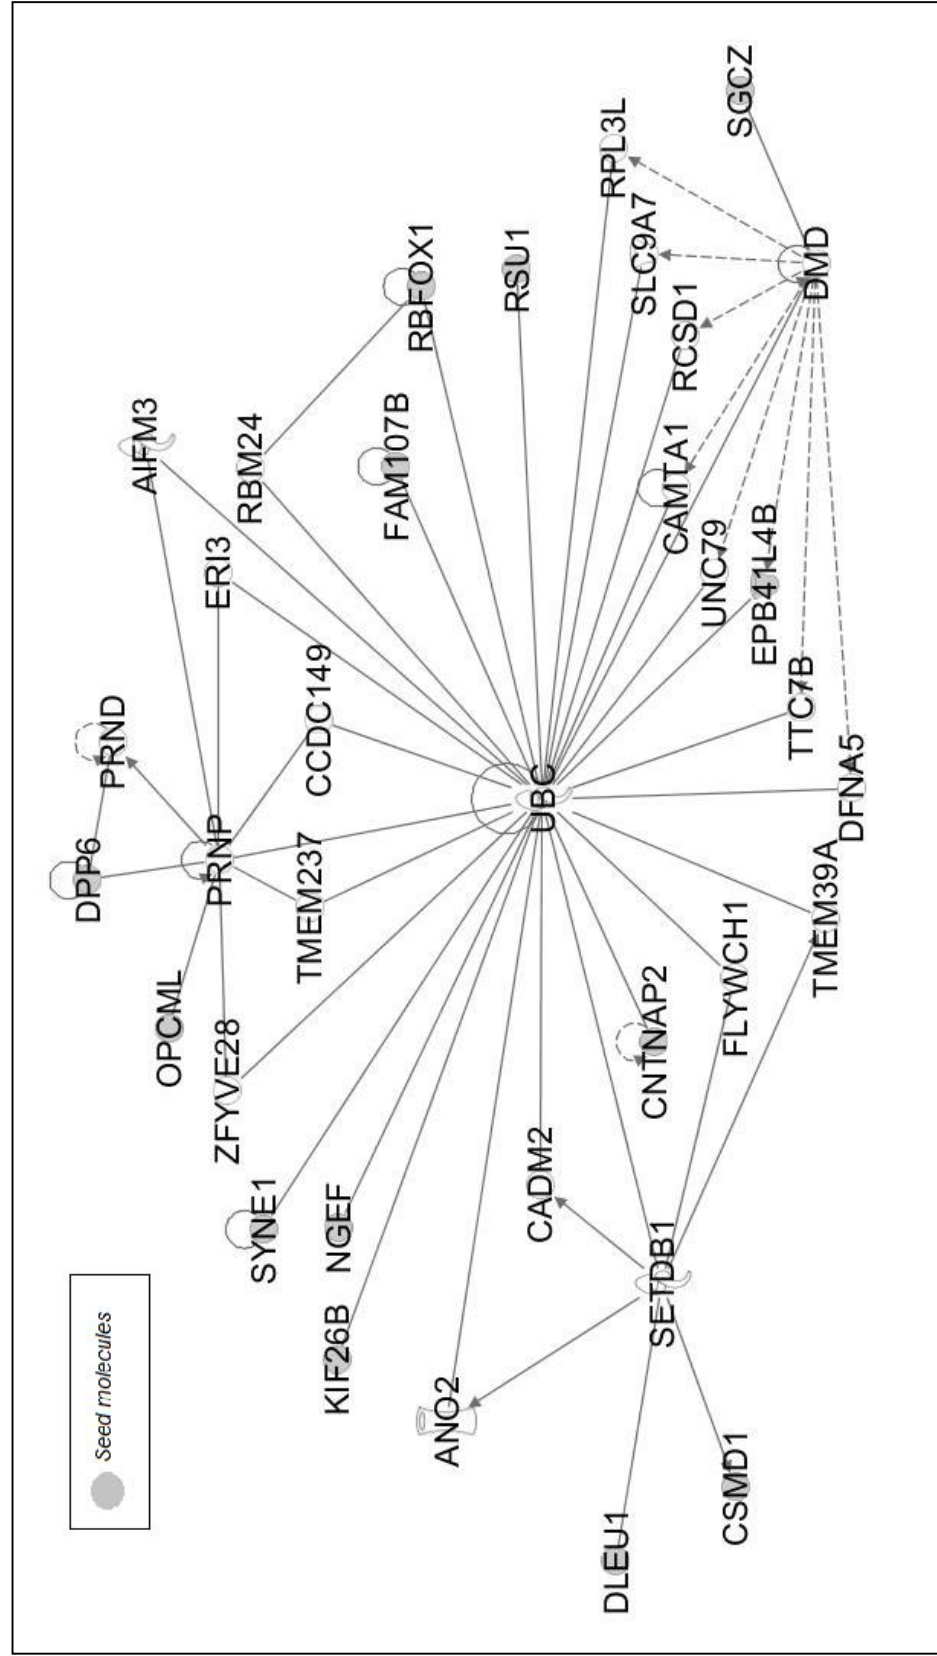 Seed molecules
DLEU1
CSMD1
ANO2
KIF26B
NGEF
SYNE1
SETDB1
CADM2
ZFYVE28
OPCML
CNTNAP2
FLYWCH1
TMEM39A
DPP6
PRNP
TMEM237
PRND
CCDC149
UBC
DFNA5
TTC7B
ERI3
AIFM3
RBM24
FAM107B
EPB41L4B
UNC79
CAMTA1
RBFOX1
RSU1
RCSD1
SLC9A7
RPL3L
DMD
SGCZ